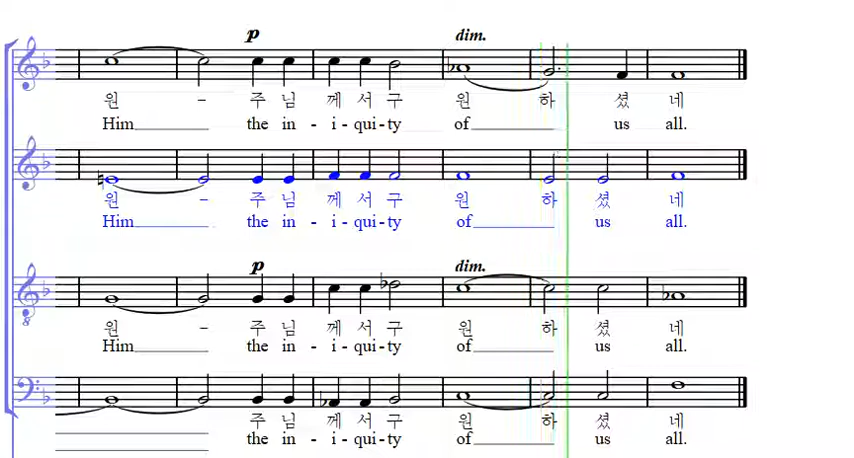 p dim.
원 - 주 님 께 서 구 원 하 셨 네
Him the in - i - qui - ty of us all.
원 - 주 님 께 서 구 원 하 셨 네
Him the in - i - qui - ty of us all.
p dim.
8
원 - 주 님 께 서 구 원 하 셨 네
Him the in - i - qui - ty of us all.
주 님 께 서 구 원 하 셨 네
the in - i - qui - ty of us all.